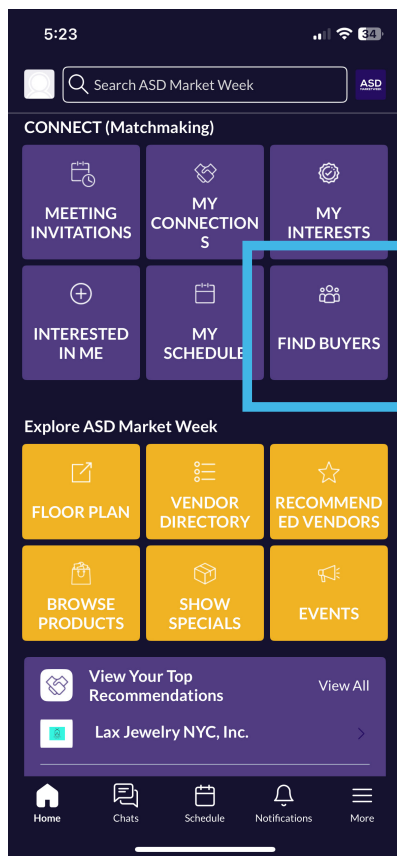 5:23
34
Search ASD Market Week
ASD
CONNECT (Matchmaking)
MEETING
INVITATIONS
MY
CONNECTION
S
MY
INTERESTS
INTERESTED
IN ME
MY
SCHEDULE
FIND BUYERS
Explore ASD Market Week
FLOOR PLAN
VENDOR
DIRECTORY
RECOMMEND
ED VENDORS
BROWSE
PRODUCTS
SHOW
SPECIALS
EVENTS
View Your Top
Recommendations
View All
Lax Jewelry NYC, Inc.
Home
Chats
Schedule
Notifications
More